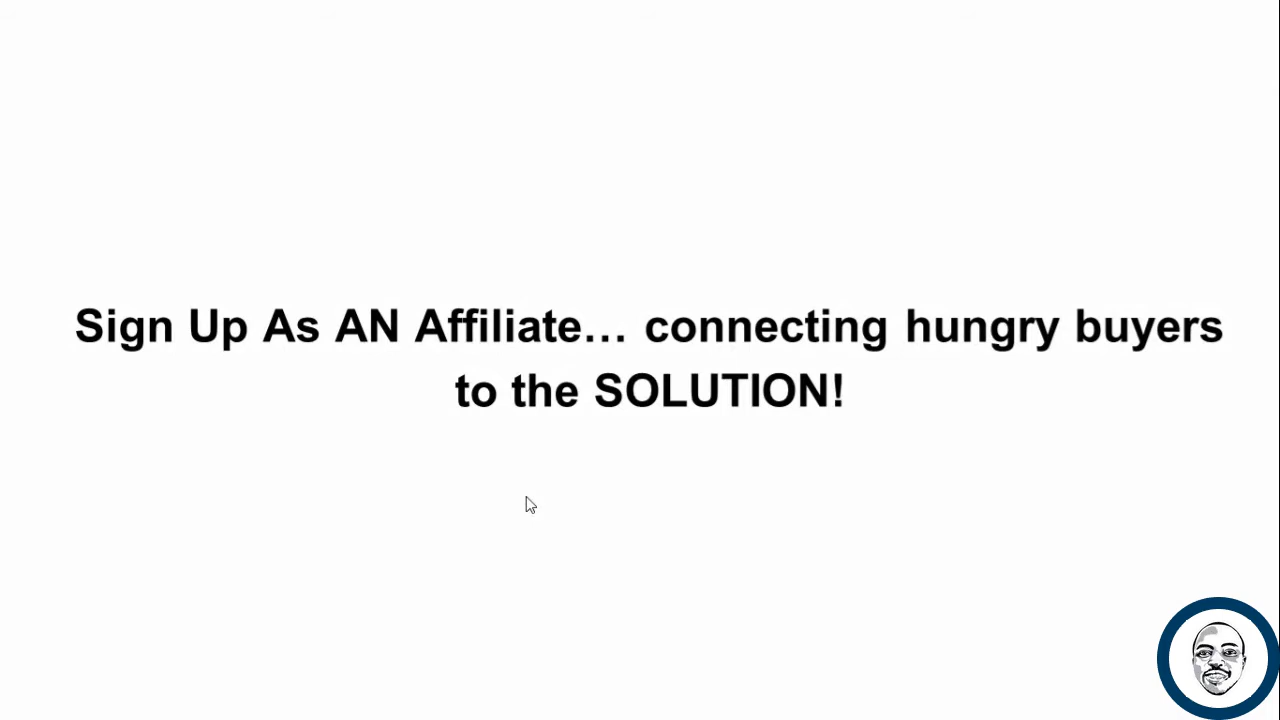 Sign Up As AN Affiliate… connecting hungry buyers
to the SOLUTION!